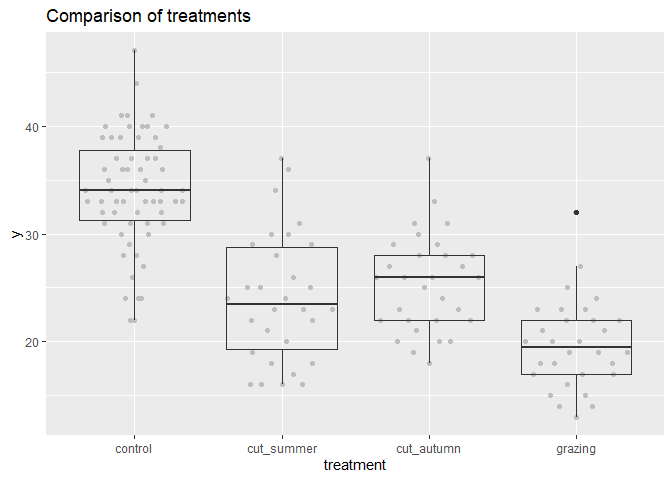 Comparison of treatments
y
40
30
20
control cut_summer cut_autumn grazing
treatment